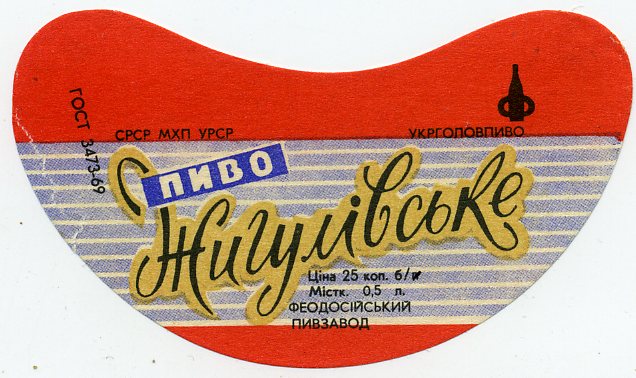 ГОСТ 3473-69
СРСР МХП УРСР
УКРГОЛОВПИВО
ПИВО
Жигулівське
Ціна 25 коп. б/п
Містк. 0,5 л.
ФЕОДОСІЙСЬКИЙ
ПИВЗАВОД